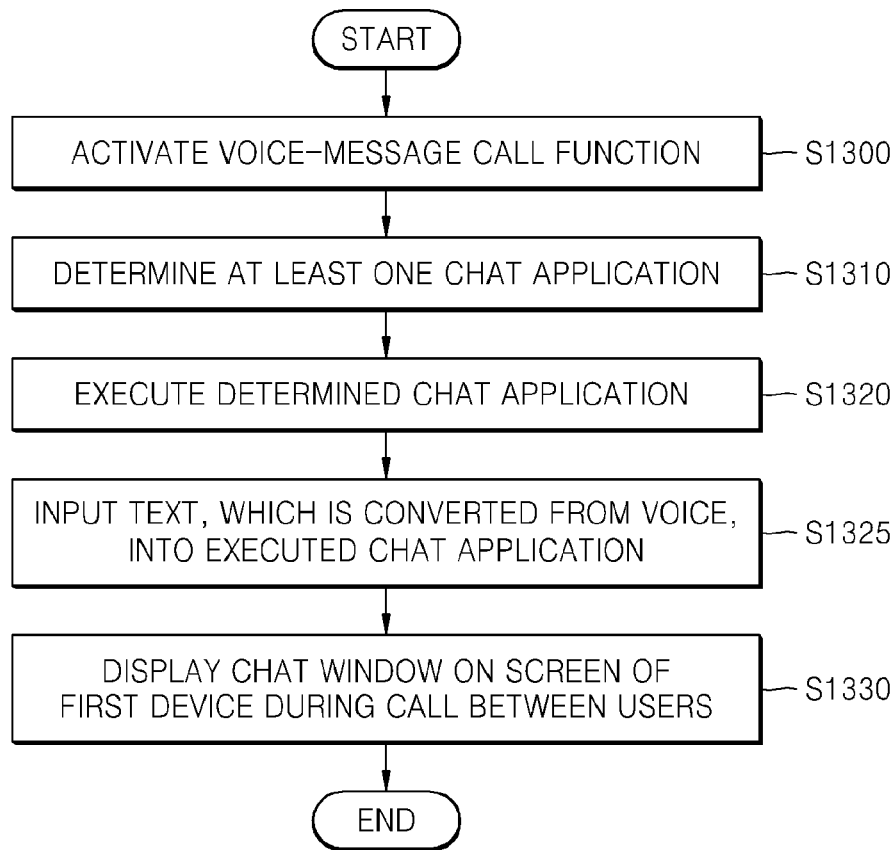 START
ACTIVATE VOICE-MESSAGE CALL FUNCTION
S1300
DETERMINE AT LEAST ONE CHAT APPLICATION
S1310
EXECUTE DETERMINED CHAT APPLICATION
S1320
INPUT TEXT, WHICH IS CONVERTED FROM VOICE,
INTO EXECUTED CHAT APPLICATION
S1325
DISPLAY CHAT WINDOW ON SCREEN OF
FIRST DEVICE DURING CALL BETWEEN USERS
S1330
END